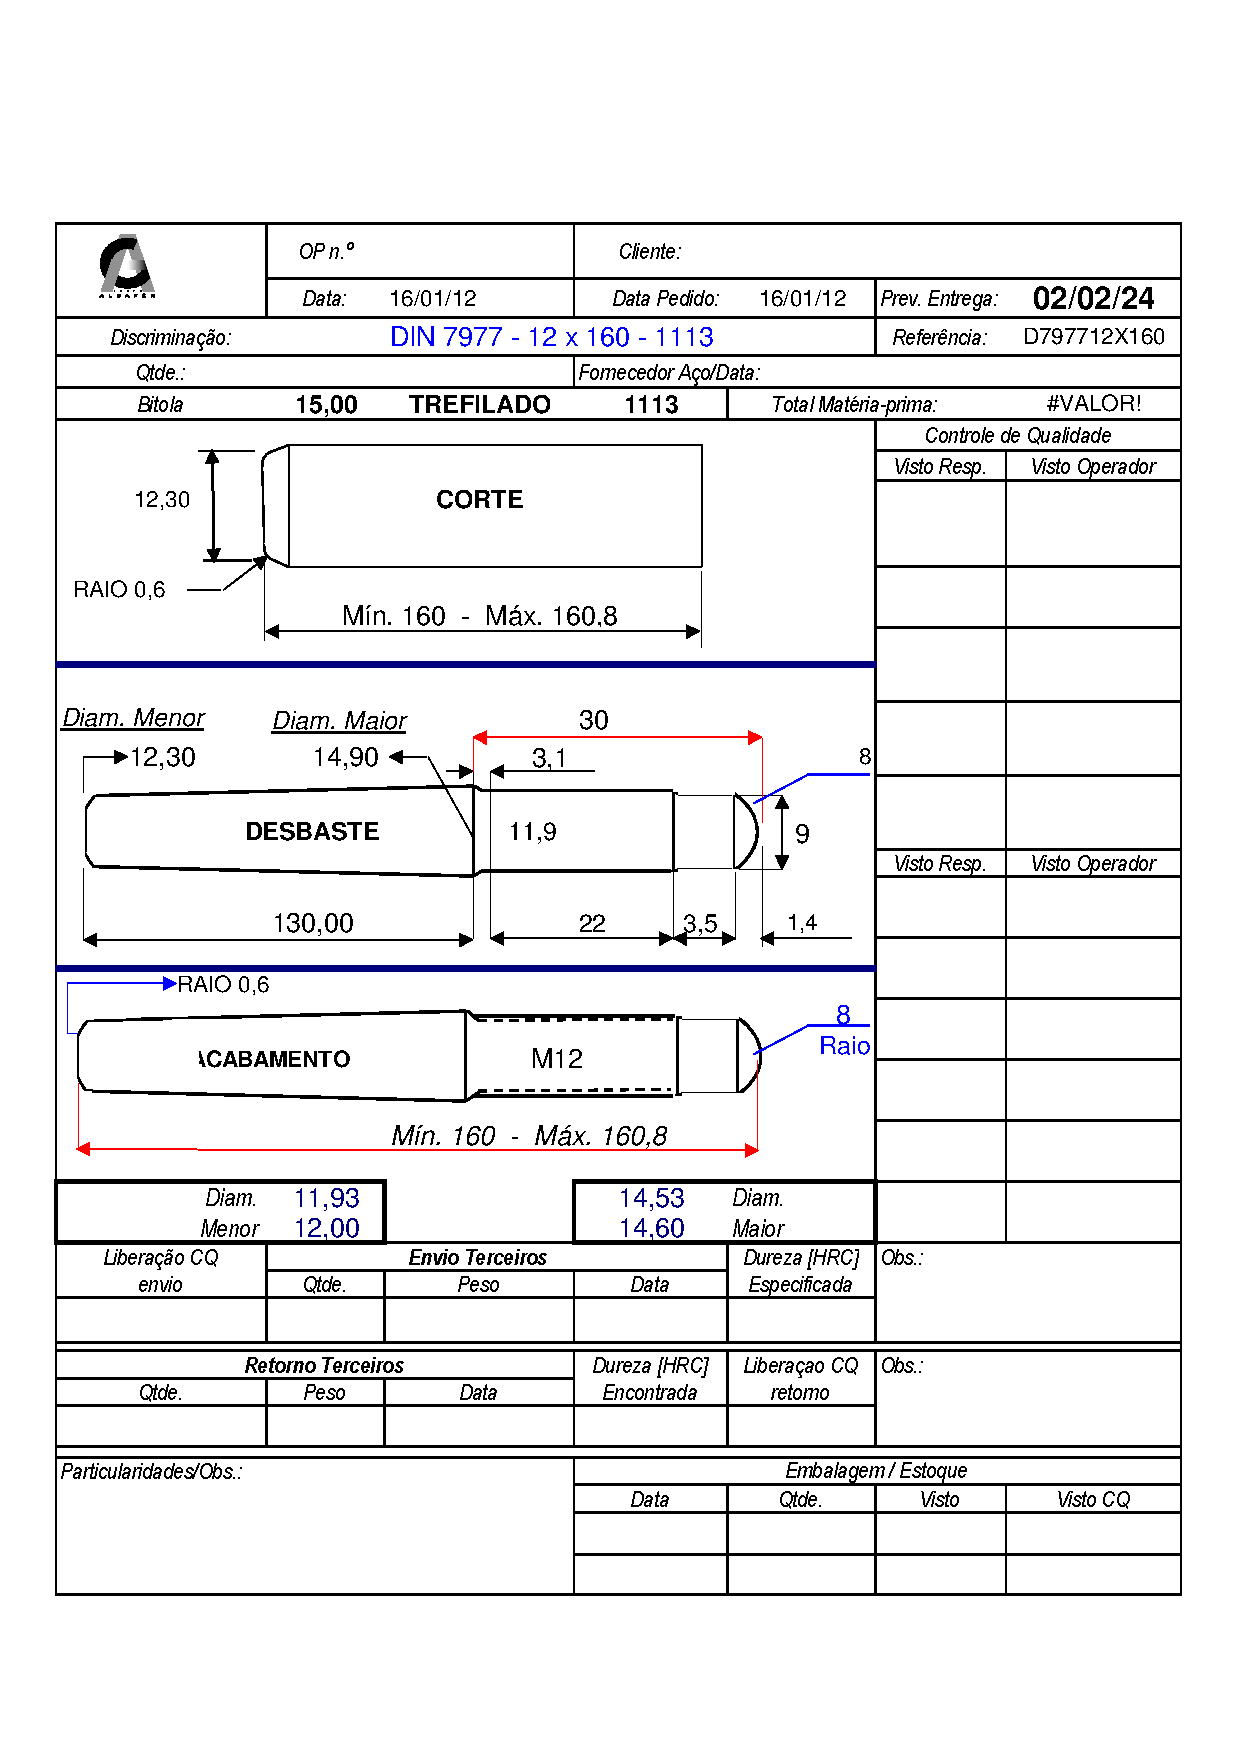 ALBAFER
OP n.º Cliente:
Data: 16/01/12 Data Pedido: 16/01/12 Prev. Entrega: 02/02/24
Discriminação: DIN 7977 - 12 x 160 - 1113 Referência: D797712X160
Qtde.: Fornecedor Aço/Data:
Bitola 15,00 TREFILADO 1113 Total Matéria-prima: #VALOR!
Controle de Qualidade
Visto Resp. Visto Operador
12,30 CORTE
RAIO 0,6
Mín. 160 - Máx. 160,8
Diam. Menor Diam. Maior 30
12,30 14,90 3,1 8
DESBASTE 11,9 9
Visto Resp. Visto Operador
130,00 22 3,5 1,4
RAIO 0,6
8
Raio
ACABAMENTO M12
Mín. 160 - Máx. 160,8
Diam. 11,93 14,53 Diam.
Menor 12,00 14,60 Maior
Liberação CQ Envio Terceiros Dureza [HRC] Obs.:
envio Qtde. Peso Data Especificada
Retorno Terceiros Dureza [HRC] Liberaçao CQ Obs.:
Qtde. Peso Data Encontrada retorno
Particularidades/Obs.: Embalagem / Estoque
Data Qtde. Visto Visto CQ